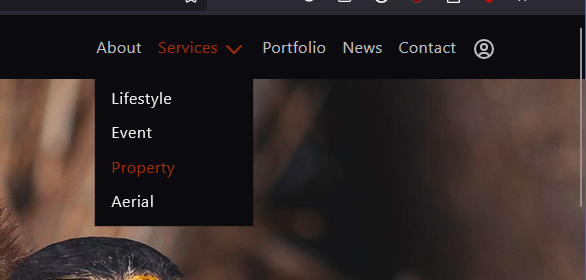 About Services Portfolio News Contact
Lifestyle
Event
Property
Aerial